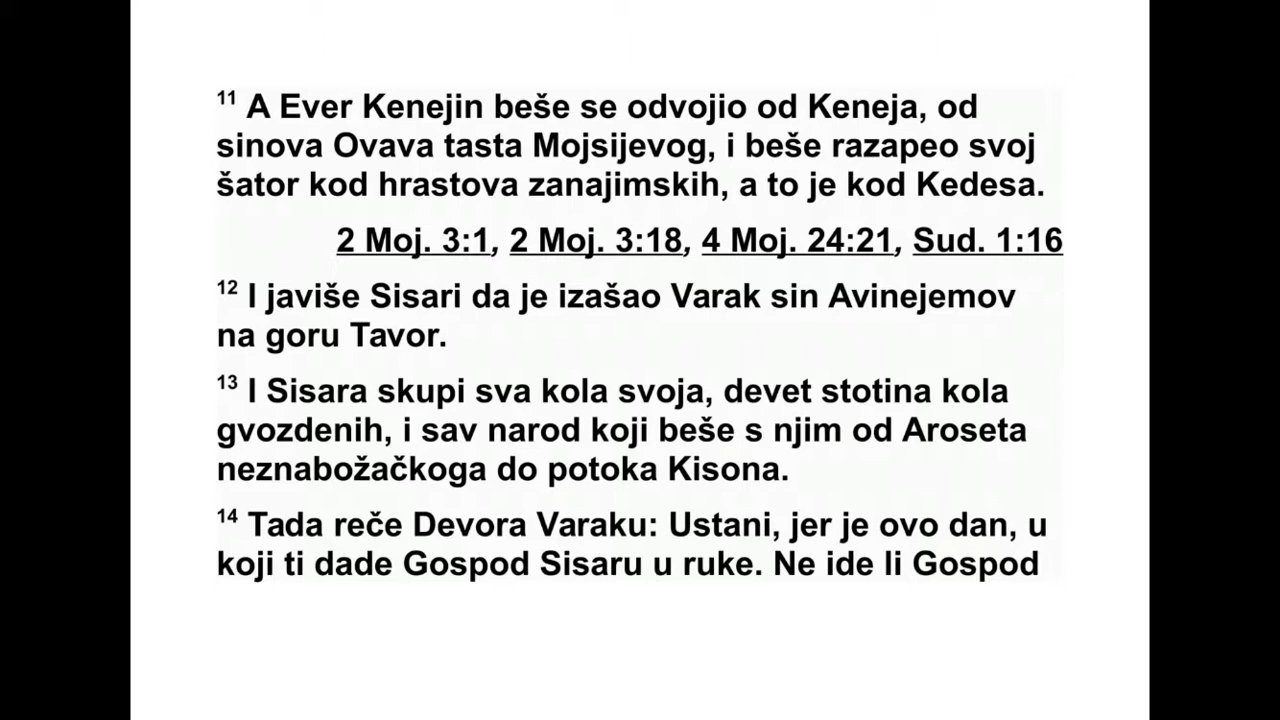 11 A Ever Kenejin beše se odvojio od Keneja, od
sinova Ovava tasta Mojsijevog, i beše razapeo svoj
šator kod hrastova zanajimskih, a to je kod Kedesa.
2 Moj. 3:1, 2 Moj. 3:18, 4 Moj. 24:21, Sud. 1:16
12 I javiše Sisari da je izašao Varak sin Avinejemov
na goru Tavor.
13 I Sisara skupi sva kola svoja, devet stotina kola
gvozdenih, i sav narod koji beše s njim od Aroseta
neznabožačkoga do potoka Kisona.
14 Tada reče Devora Varaku: Ustani, jer je ovo dan, u
koji ti dade Gospod Sisaru u ruke. Ne ide li Gospod